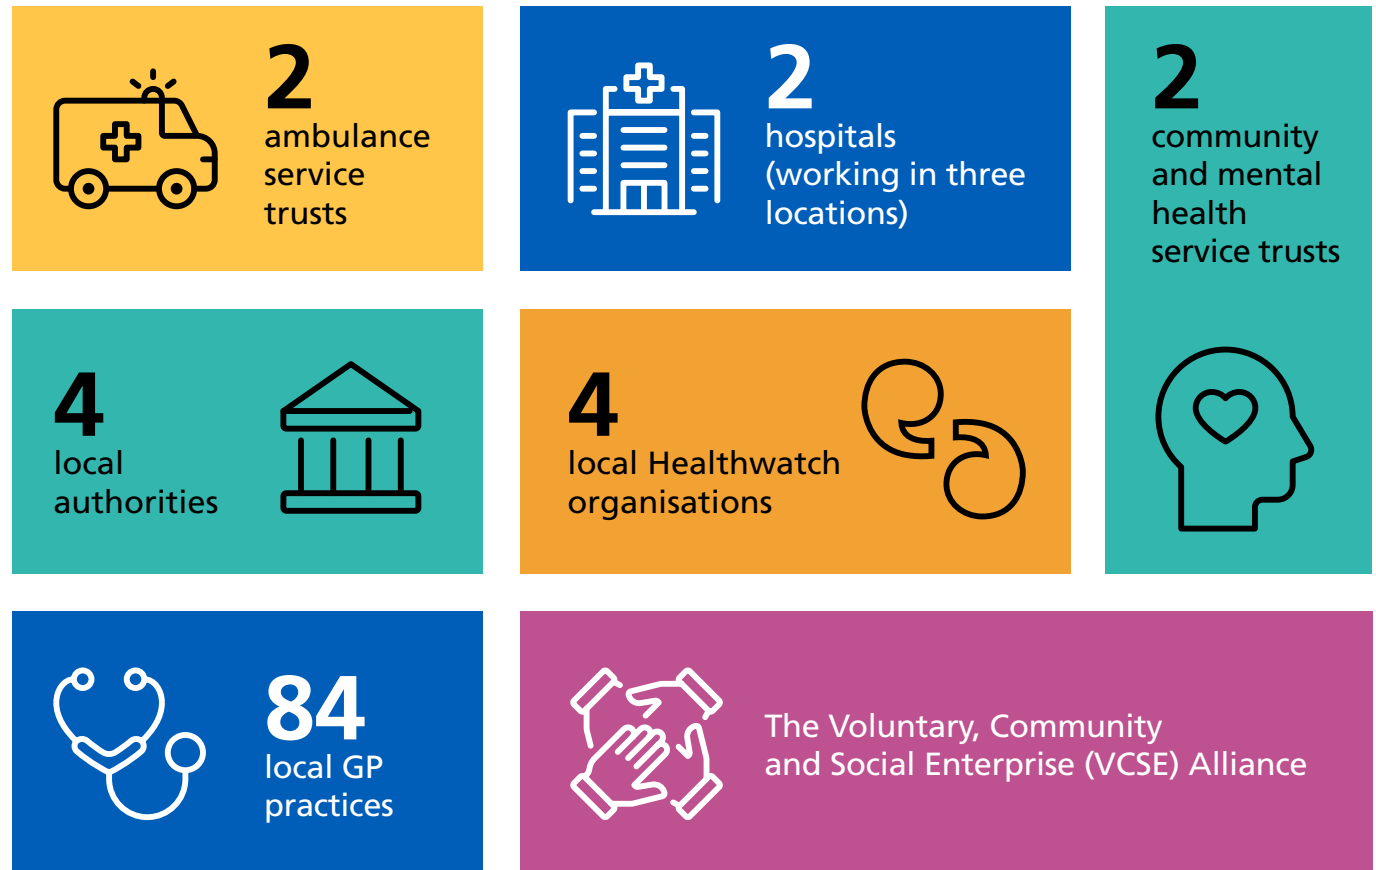 2
ambulance
service
trusts
2
hospitals
(working in three
locations)
2
community
and mental
health
service trusts
4
local
authorities
4
local Healthwatch
organisations
84
local GP
practices
The Voluntary, Community
and Social Enterprise (VCSE) Alliance